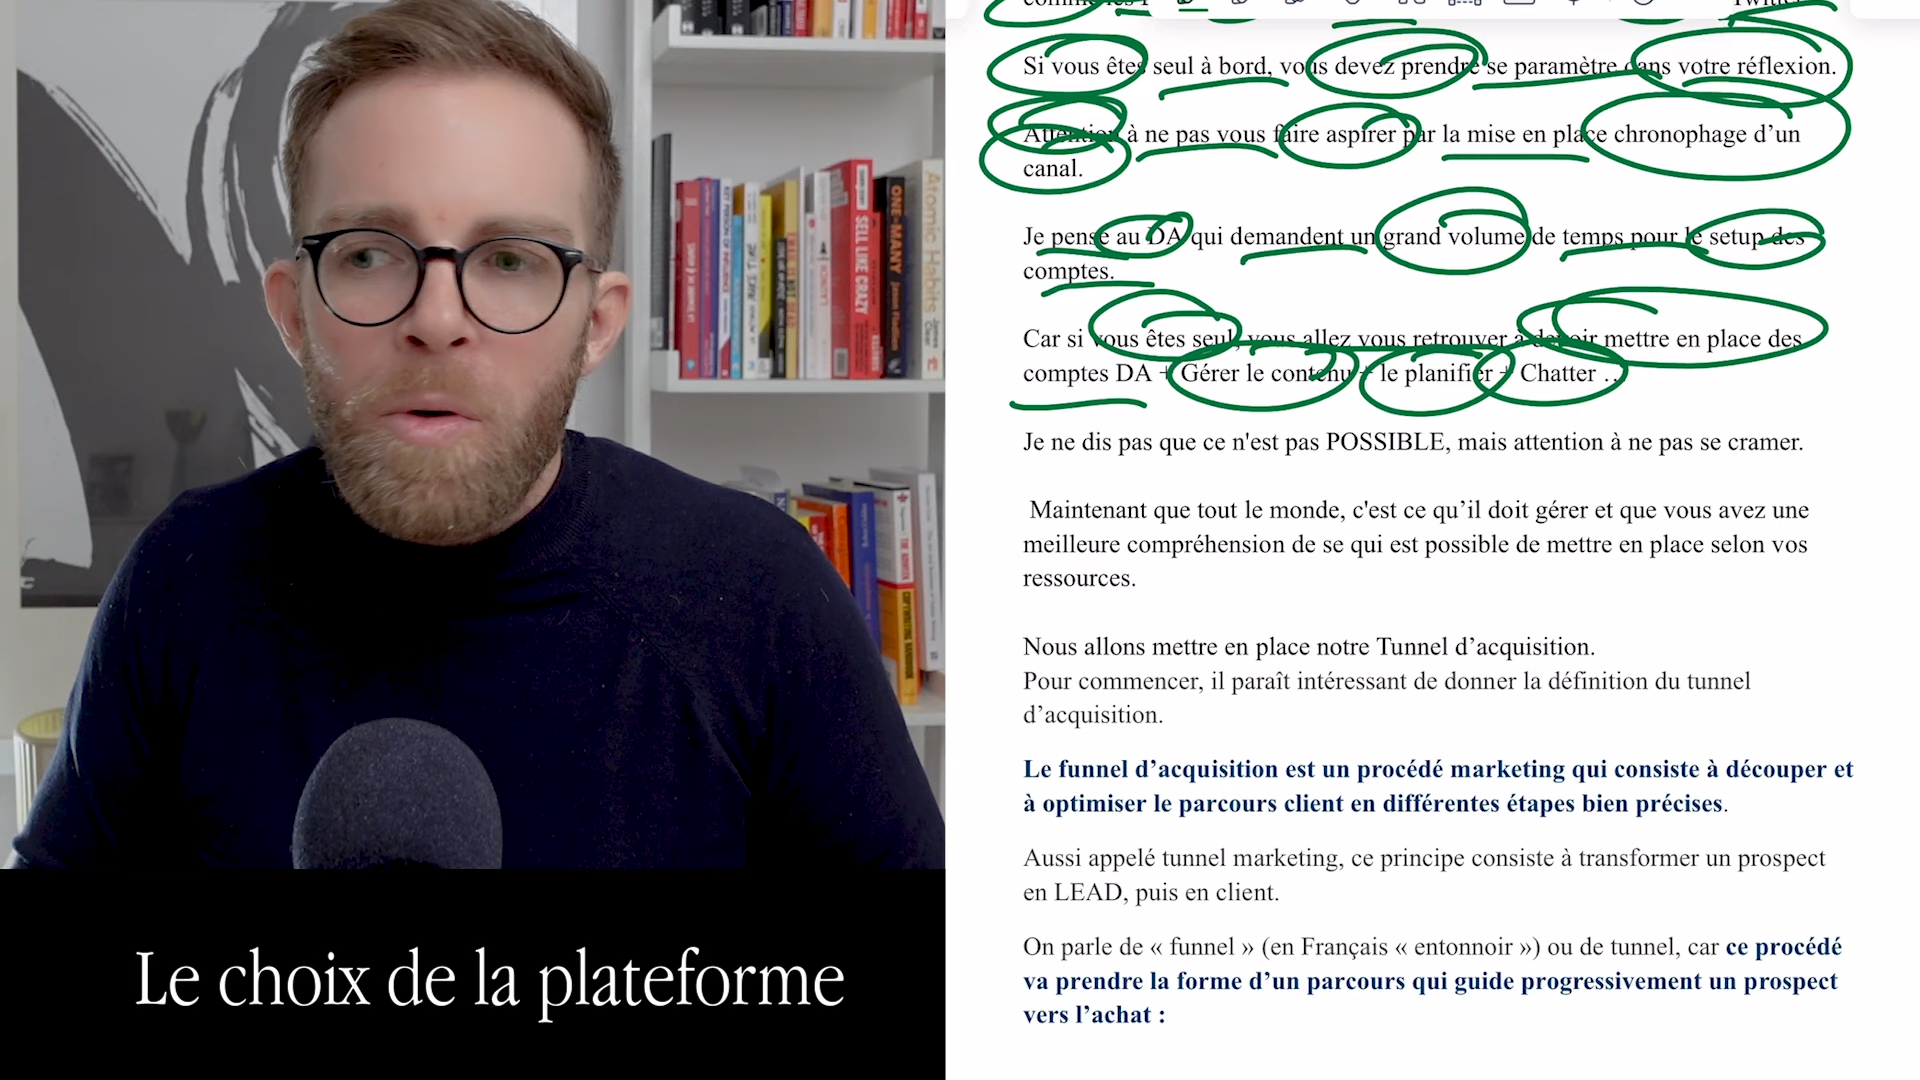 Si vous êtes seul à bord, vous devez prendre se paramètre dans votre réflexion.
Attention à ne pas vous faire aspirer par la mise en place chronophage d’un
canal.
Je pense au DA qui demandent un grand volume de temps pour le setup des
comptes.
Car si vous êtes seul, vous allez vous retrouver à devoir mettre en place des
comptes DA + Gérer le contenu + le planifier + Chatter …
Je ne dis pas que ce n'est pas POSSIBLE, mais attention à ne pas se cramer.
Maintenant que tout le monde, c'est ce qu’il doit gérer et que vous avez une
meilleure compréhension de se qui est possible de mettre en place selon vos
ressources.
Nous allons mettre en place notre Tunnel d’acquisition.
Pour commencer, il paraît intéressant de donner la définition du tunnel
d’acquisition.
Le funnel d’acquisition est un procédé marketing qui consiste à découper et
à optimiser le parcours client en différentes étapes bien précises.
Aussi appelé tunnel marketing, ce principe consiste à transformer un prospect
en LEAD, puis en client.
On parle de « funnel » (en Français « entonnoir ») ou de tunnel, car ce procédé
va prendre la forme d’un parcours qui guide progressivement un prospect
vers l’achat :
Le choix de la plateforme
SELL LIKE CRAZY
ONE-MANY
Atomic Habits